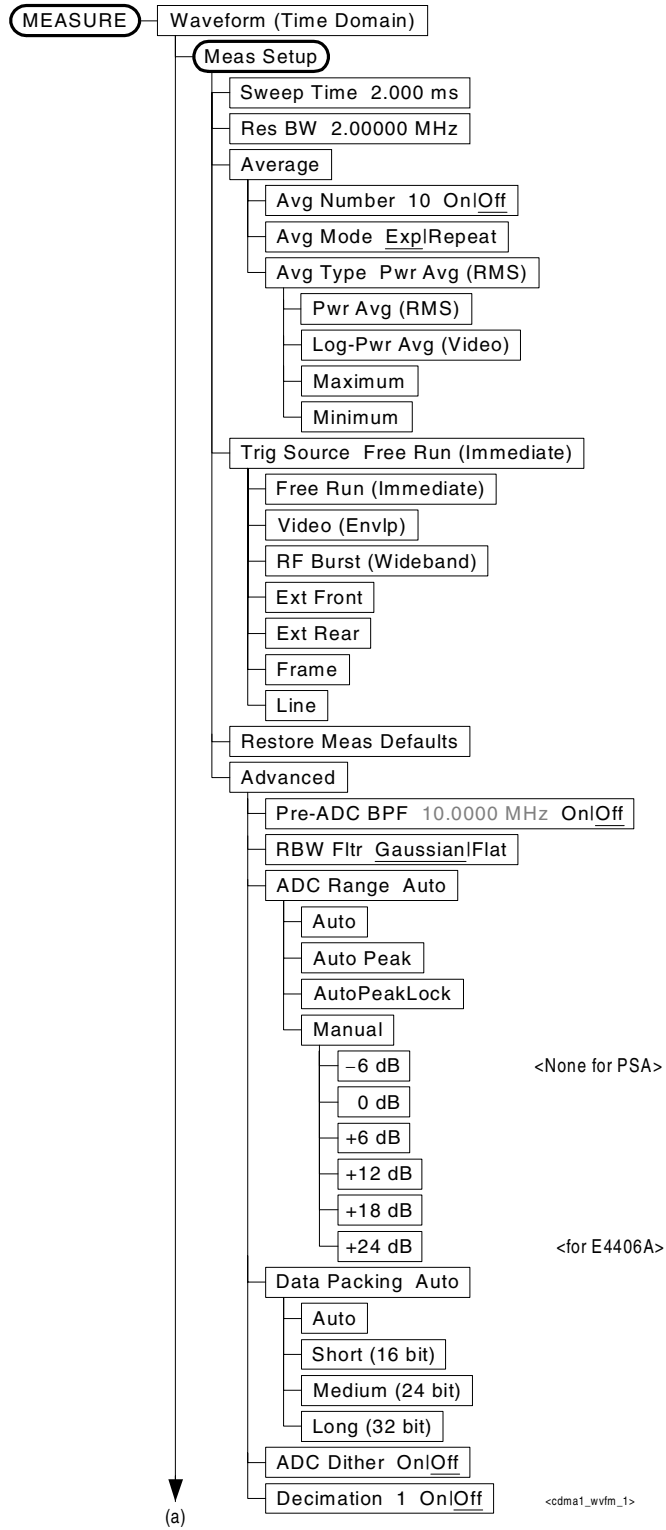 MEASURE Waveform (Time Domain)
Meas Setup
Sweep Time 2.000 ms
Res BW 2.00000 MHz
Average
Avg Number 10 On|Off
Avg Mode Exp|Repeat
Avg Type Pwr Avg (RMS)
Pwr Avg (RMS)
Log-Pwr Avg (Video)
Maximum
Minimum
Trig Source Free Run (Immediate)
Free Run (Immediate)
Video (Envlp)
RF Burst (Wideband)
Ext Front
Ext Rear
Frame
Line
Restore Meas Defaults
Advanced
Pre-ADC BPF 10.0000 MHz On|Off
RBW Fltr Gaussian|Flat
ADC Range Auto
Auto
Auto Peak
AutoPeakLock
Manual
−6 dB <None for PSA>
0 dB
+6 dB
+12 dB
+18 dB
+24 dB <for E4406A>
Data Packing Auto
Auto
Short (16 bit)
Medium (24 bit)
Long (32 bit)
ADC Dither On|Off
Decimation 1 On|Off <cdma1_wvfm_1>
(a)